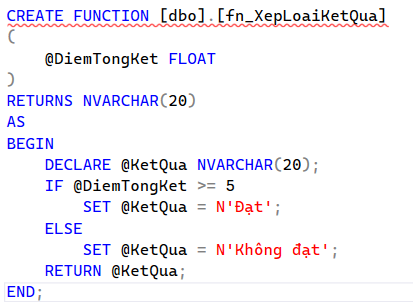 CREATE FUNCTION [dbo].[fn_XepLoaiKetQua]
(
    @DiemTongKet FLOAT
)
RETURNS NVARCHAR(20)
AS
BEGIN
    DECLARE @KetQua NVARCHAR(20);
    IF @DiemTongKet >= 5
        SET @KetQua = N'Đạt';
    ELSE
        SET @KetQua = N'Không đạt';
    RETURN @KetQua;
END;